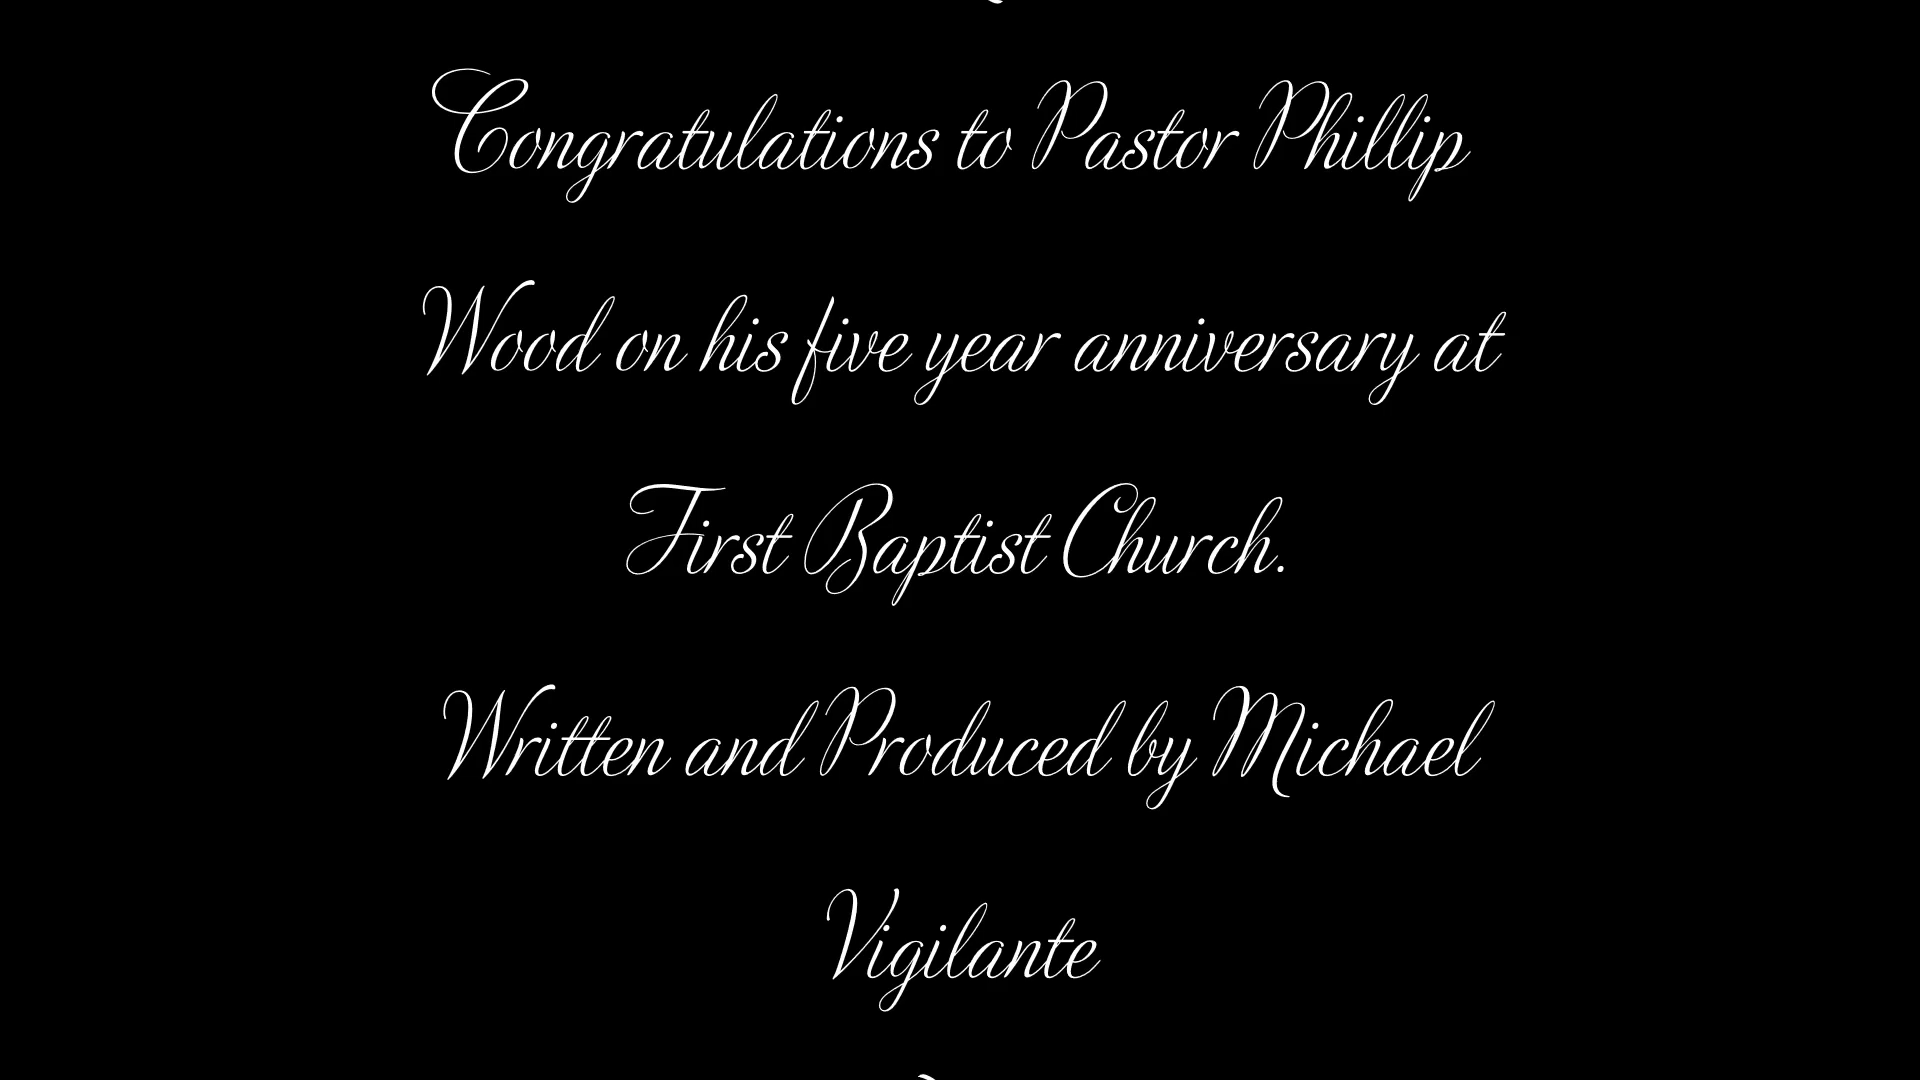 Congratulations to Pastor Phillip
Wood on his five year anniversary at
First Baptist Church.
Written and Produced by Michael
Vigilante